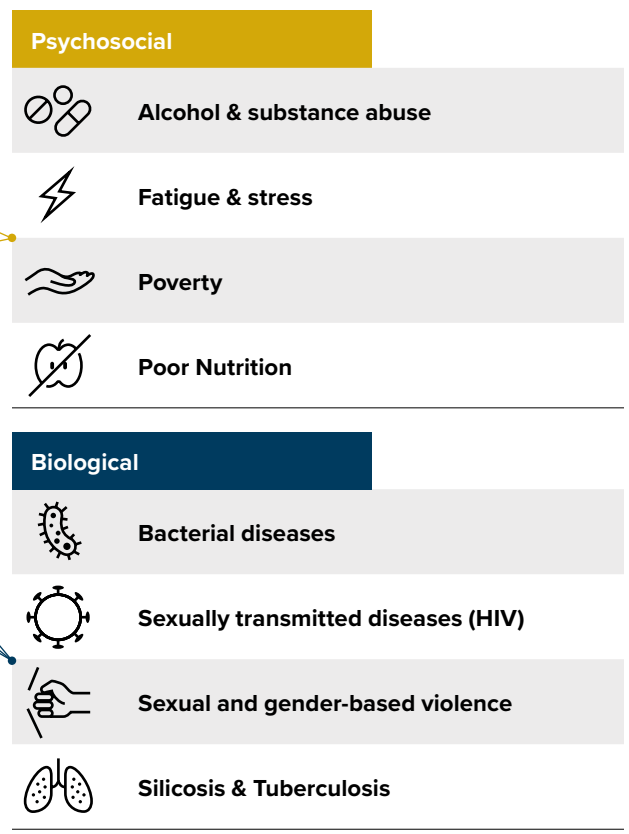 Psychosocial
Alcohol & substance abuse
Fatigue & stress
Poverty
Poor Nutrition
Biological
Bacterial diseases
Sexually transmitted diseases (HIV)
Sexual and gender-based violence
Silicosis & Tuberculosis